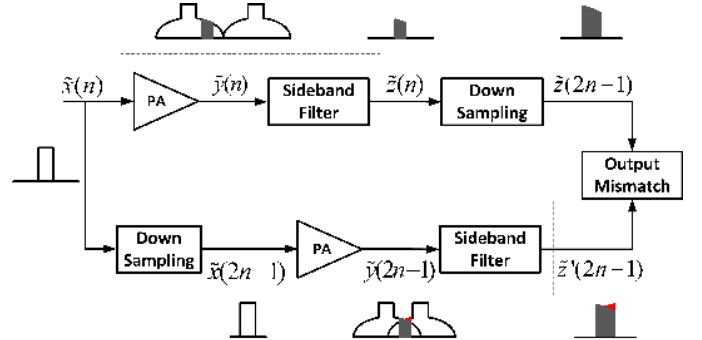 x̃(n)
PA
ỹ(n)
Sideband Filter
z̃(n)
Down Sampling
z̃(2n−1)
Output Mismatch
Down Sampling
x̃(2n 1)
PA
ỹ(2n−1)
Sideband Filter
z̃'(2n−1)